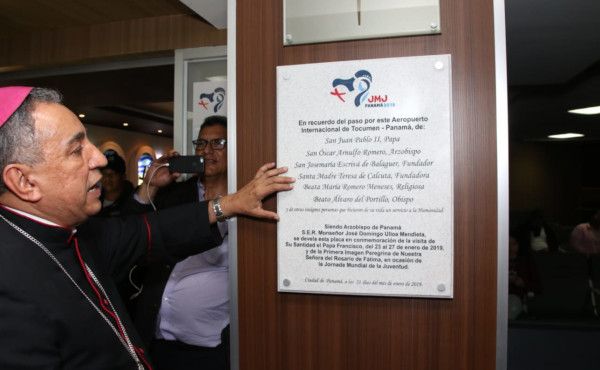 JMJ
PANAMÁ 2019
En recuerdo del paso por este Aeropuerto
Internacional de Tocumen - Panamá, de:
San Juan Pablo II, Papa
San Óscar Arnulfo Romero, Arzobispo
San Josemaría Escrivá de Balaguer, Fundador
Santa Madre Teresa de Calcuta, Fundadora
Beata María Romero Meneses, Religiosa
Beato Álvaro del Portillo, Obispo
y de otras insignes personas que hicieron de su vida un servicio a la Humanidad.
Siendo Arzobispo de Panamá
S.E.R. Monseñor José Domingo Ulloa Mendieta,
se devela esta placa en conmemoración de la visita de
Su Santidad el Papa Francisco, del 23 al 27 de enero de 2019,
y de la Primera Imagen Peregrina de Nuestra
Señora del Rosario de Fátima, en ocasión de
la Jornada Mundial de la Juventud.
Ciudad de Panamá, a los 21 días del mes de enero de 2019.